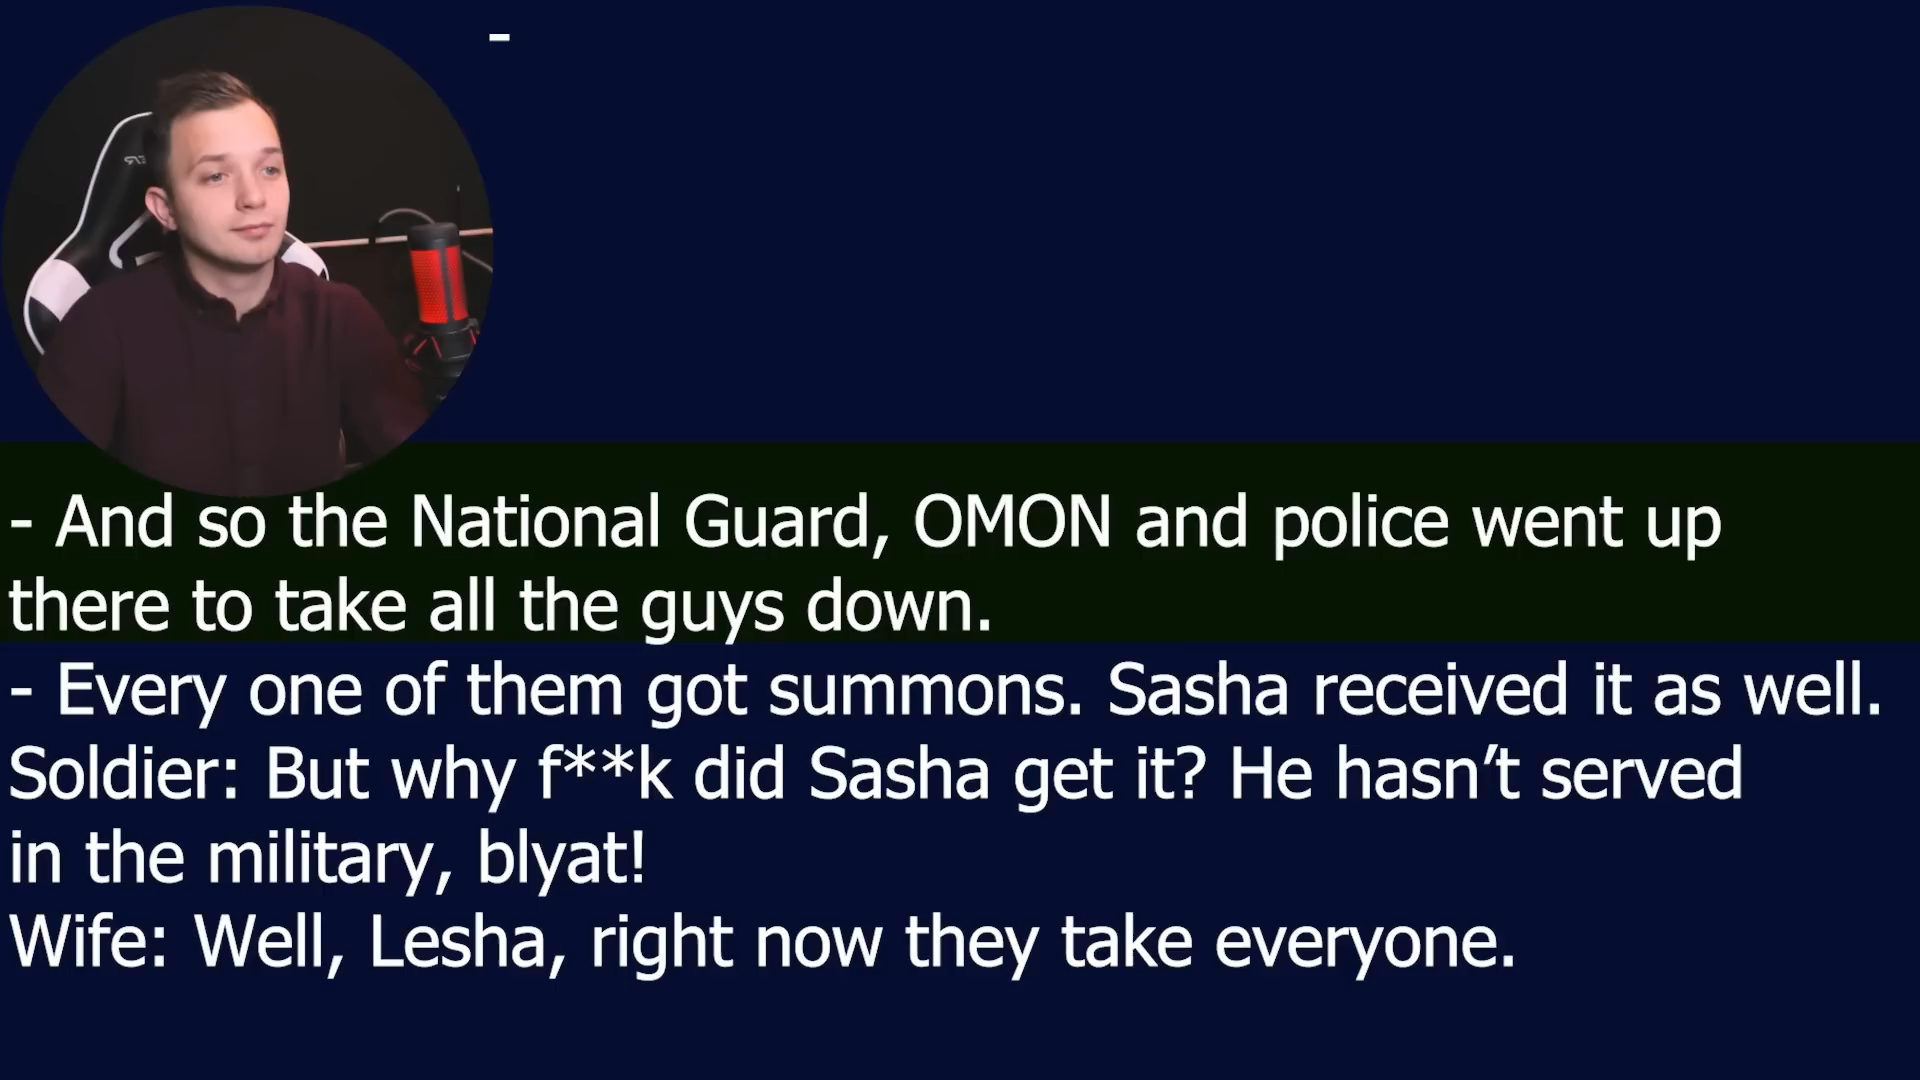 -
- And so the National Guard, OMON and police went up
there to take all the guys down.
- Every one of them got summons. Sasha received it as well.
Soldier: But why f**k did Sasha get it? He hasn’t served
in the military, blyat!
Wife: Well, Lesha, right now they take everyone.